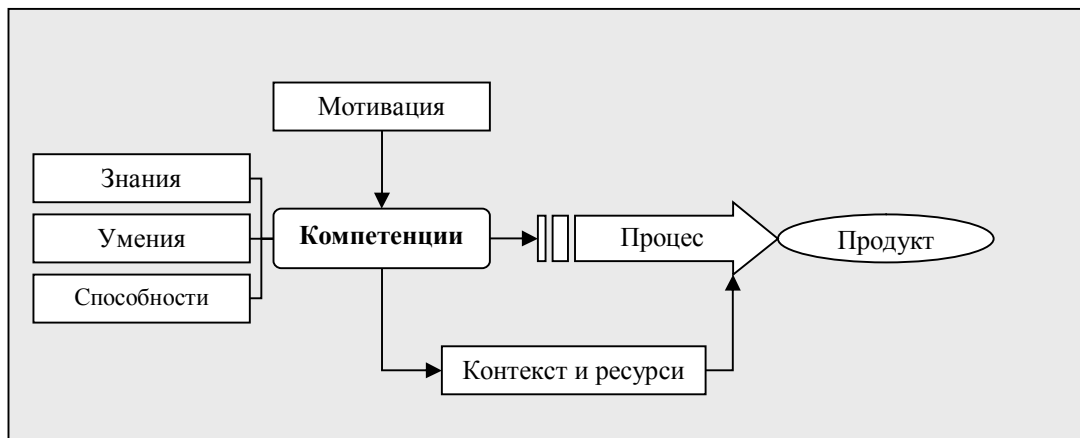 Мотивация
Знания
Умения
Способности
Компетенции
Процес
Продукт
Контекст и ресурси